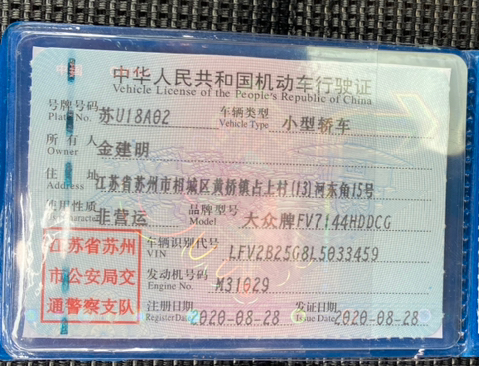 中华人民共和国机动车行驶证
Vehicle License of the People's Republic of China
号牌号码 苏U18A02 车辆类型 小型轿车
Plate No. Vehicle Type
所有人 金建明
Owner
住址 江苏省苏州市相城区黄桥镇占上村(13)河东角15号
Address
使用性质 非营运 品牌型号 大众牌FV7144HDDCG
Use Character Model
江苏省苏州市公安局交通警察支队
车辆识别代号 LFV2B25G8L5033459
VIN
发动机号码 M31029
Engine No.
注册日期 2020-08-28 发证日期 2020-08-28
Register Date Issue Date